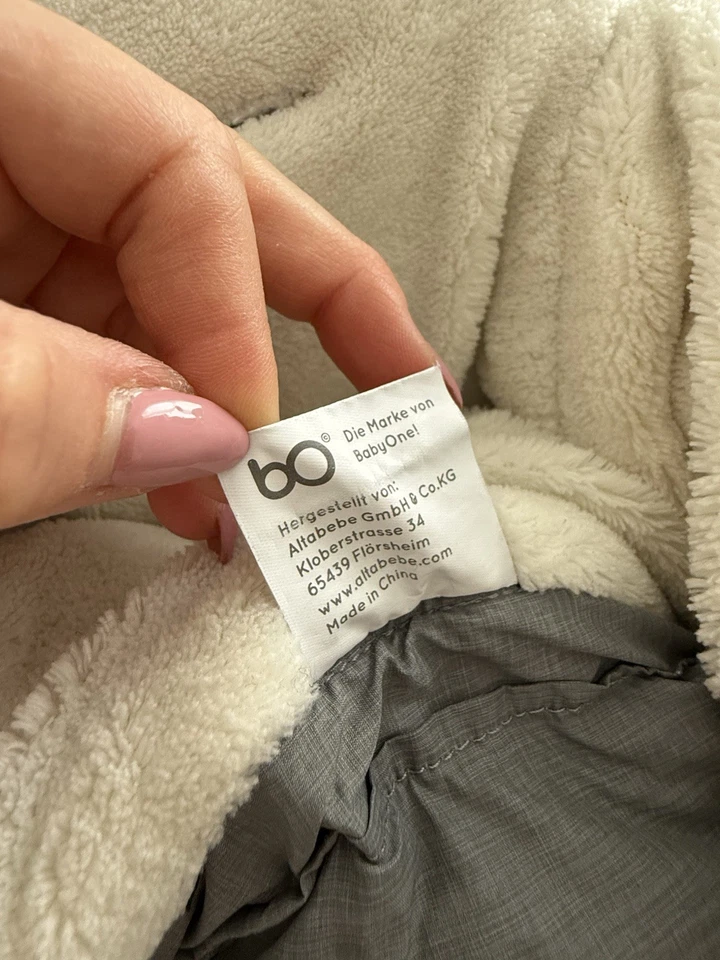 bo© Die Marke von
BabyOne!
Hergestellt von:
Altabebe GmbH & Co.KG
Kloberstrasse 34
65439 Flörsheim
www.altabebe.com
Made in China